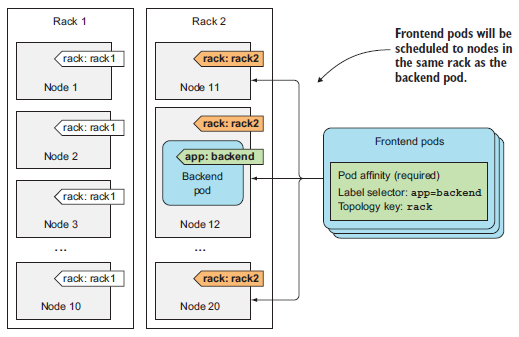 Rack 1
rack: rack1
Node 1
rack: rack1
Node 2
rack: rack1
Node 3
...
rack: rack1
Node 10
Rack 2
rack: rack2
Node 11
rack: rack2
app: backend
Backend
pod
Node 12
...
rack: rack2
Node 20
Frontend pods will be
scheduled to nodes in
the same rack as the
backend pod.
Frontend pods
Pod affinity (required)
Label selector: app=backend
Topology key: rack